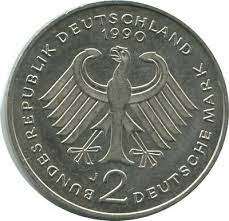 BUNDESREPUBLIK DEUTSCHLAND
1990
J
2
DEUTSCHE MARK